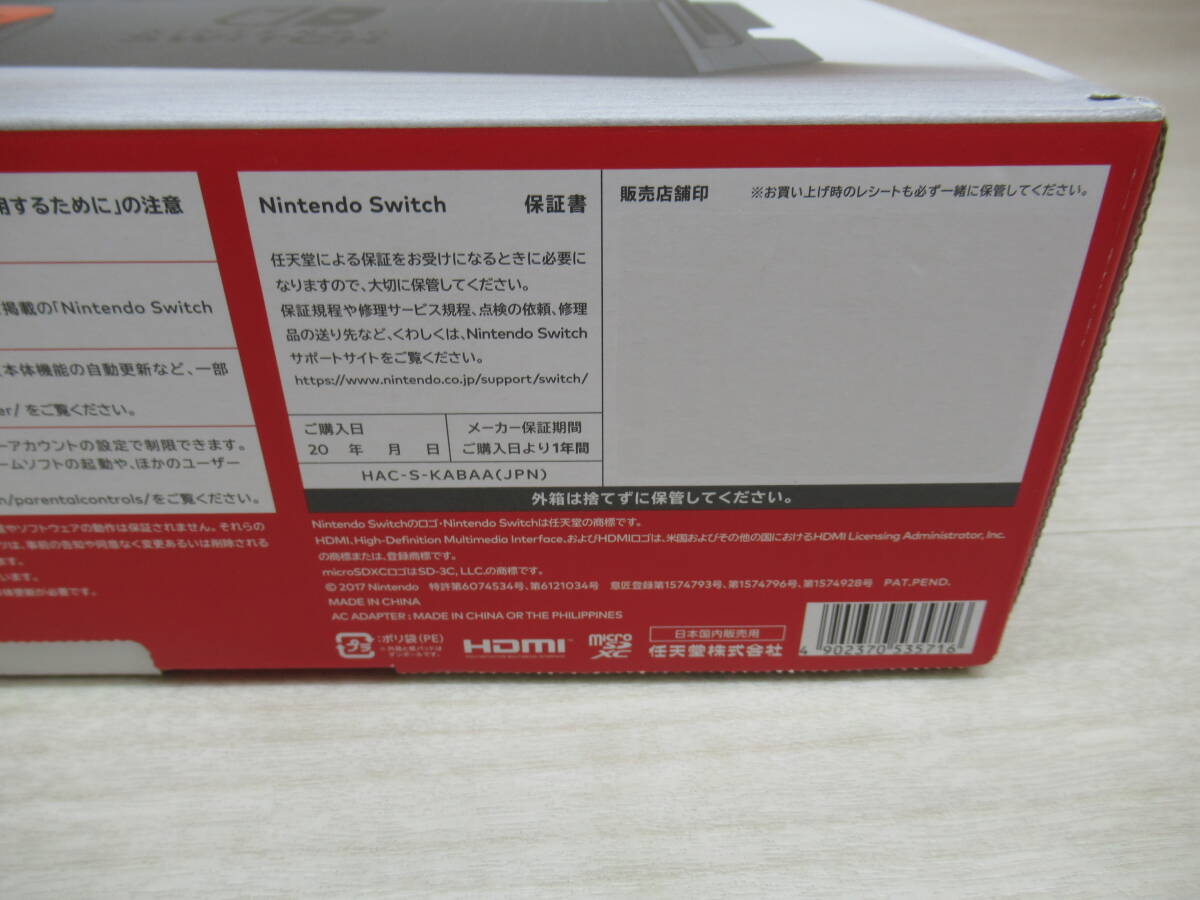 用するために」の注意
掲載の「Nintendo Switch
本体機能の自動更新など、一部
er/ をご覧ください。
ーアカウントの設定で制限できます。
ームソフトの起動や、ほかのユーザー
n/parentalcontrols/をご覧ください。
やソフトウェアの動作は保証されません。それらの
事前の告知や同意なく変更あるいは削除される
ます。
います。
体更新が必要です。
Nintendo Switch 保証書
任天堂による保証をお受けになるときに必要に
なりますので、大切に保管してください。
保証規程や修理サービス規程、点検の依頼、修理
品の送り先など、くわしくは、Nintendo Switch
サポートサイトをご覧ください。
https://www.nintendo.co.jp/support/switch/
ご購入日
20 年 月 日
メーカー保証期間
ご購入日より1年間
HAC-S-KABAA(JPN)
販売店舗印 ※お買い上げ時のレシートも必ず一緒に保管してください。
外箱は捨てずに保管してください。
Nintendo Switchのロゴ・Nintendo Switchは任天堂の商標です。
HDMI、High-Definition Multimedia Interface、およびHDMIロゴは、米国およびその他の国におけるHDMI Licensing Administrator, Inc.
の商標または、登録商標です。
microSDXCロゴはSD-3C, LLC.の商標です。
© 2017 Nintendo 特許第6074534号、第6121034号 意匠登録第1574793号、第1574796号、第1574928号 PAT.PEND.
MADE IN CHINA
AC ADAPTER : MADE IN CHINA OR THE PHILIPPINES
プラ :ポリ袋(PE)
※外箱と紙パッドは
ダンボールです。
HDMI
micro SD XC
日本国内販売用
任天堂株式会社
4 902370 535716